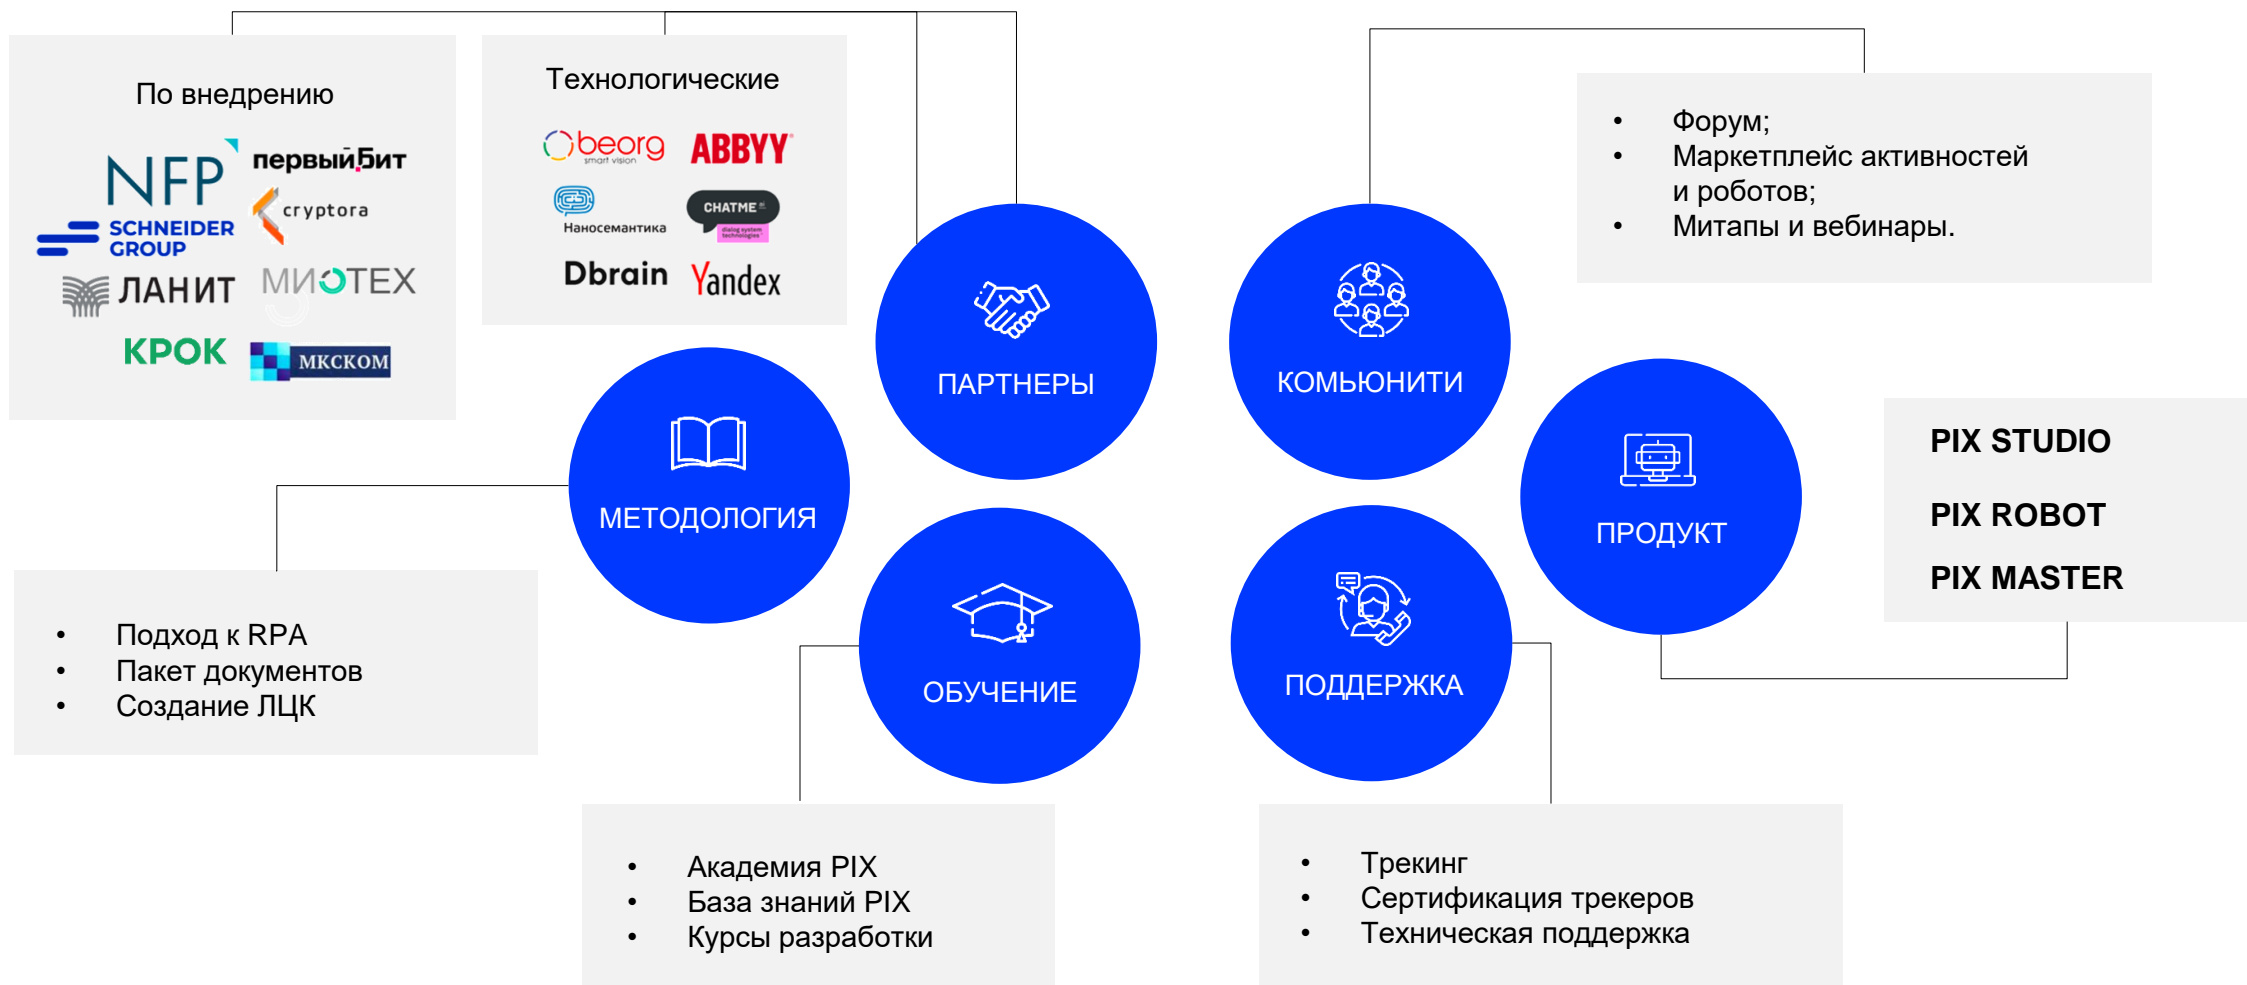 По внедрению
NFP
первый Бит
SCHNEIDER
GROUP
cryptora
ЛАНИТ
МИОТЕХ
КРОК
МКСКОМ
Технологические
beorg
smart vision
ABBYY
Наносемантика
CHATME
dialog system
technologies
Dbrain
Yandex
ПАРТНЕРЫ
КОМЬЮНИТИ
• Форум;
• Маркетплейс активностей
и роботов;
• Митапы и вебинары.
МЕТОДОЛОГИЯ
• Подход к RPA
• Пакет документов
• Создание ЛЦК
ПРОДУКТ
PIX STUDIO
PIX ROBOT
PIX MASTER
ОБУЧЕНИЕ
• Академия PIX
• База знаний PIX
• Курсы разработки
ПОДДЕРЖКА
• Трекинг
• Сертификация трекеров
• Техническая поддержка